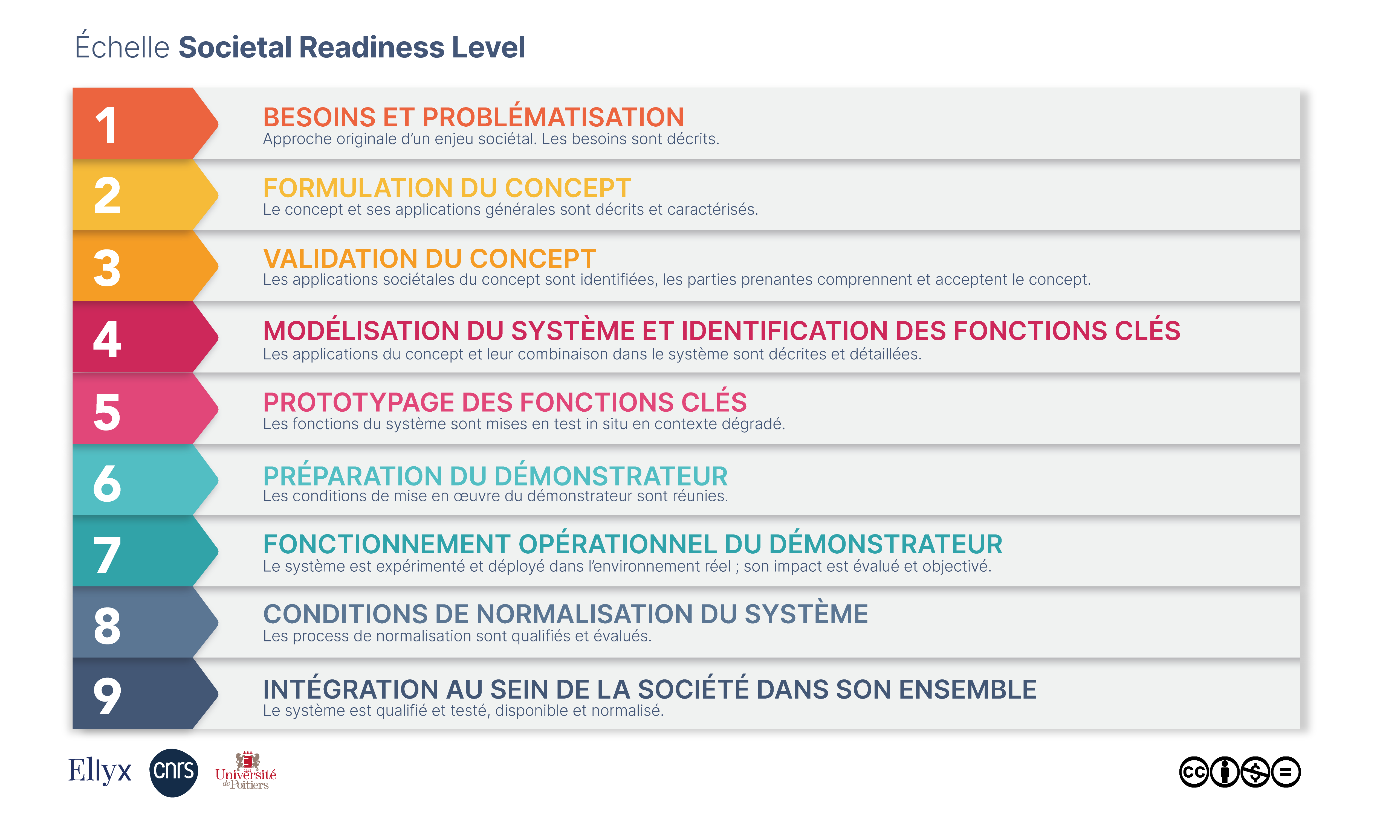 Échelle Societal Readiness Level
1
BESOINS ET PROBLÉMATISATION
Approche originale d’un enjeu sociétal. Les besoins sont décrits.
2
FORMULATION DU CONCEPT
Le concept et ses applications générales sont décrits et caractérisés.
3
VALIDATION DU CONCEPT
Les applications sociétales du concept sont identifiées, les parties prenantes comprennent et acceptent le concept.
4
MODÉLISATION DU SYSTÈME ET IDENTIFICATION DES FONCTIONS CLÉS
Les applications du concept et leur combinaison dans le système sont décrites et détaillées.
5
PROTOTYPAGE DES FONCTIONS CLÉS
Les fonctions du système sont mises en test in situ en contexte dégradé.
6
PRÉPARATION DU DÉMONSTRATEUR
Les conditions de mise en œuvre du démonstrateur sont réunies.
7
FONCTIONNEMENT OPÉRATIONNEL DU DÉMONSTRATEUR
Le système est expérimenté et déployé dans l’environnement réel ; son impact est évalué et objectivé.
8
CONDITIONS DE NORMALISATION DU SYSTÈME
Les process de normalisation sont qualifiés et évalués.
9
INTÉGRATION AU SEIN DE LA SOCIÉTÉ DANS SON ENSEMBLE
Le système est qualifié et testé, disponible et normalisé.
Ellyx
cnrs
Université
de Poitiers
cc